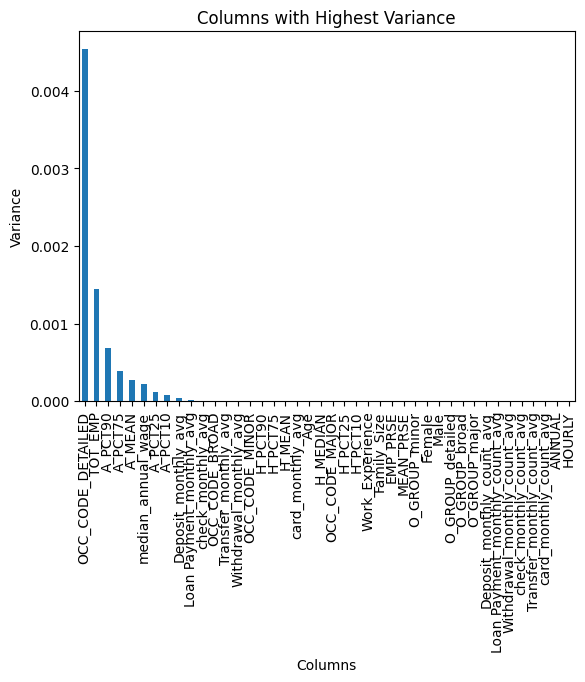 Columns with Highest Variance
Variance
0.004
0.003
0.002
0.001
0.000
OCC_CODE_DETAILED
TOT_EMP
A_PCT90
A_PCT75
A_MEAN
median_annual_wage
A_PCT25
A_PCT10
Deposit_monthly_avg
Loan Payment_monthly_avg
check_monthly_avg
OCC_CODE_BROAD
Transfer_monthly_avg
Withdrawal_monthly_avg
OCC_CODE_MINOR
H_PCT90
H_PCT75
H_MEAN
card_monthly_avg
Age
H_MEDIAN
OCC_CODE_MAJOR
H_PCT25
H_PCT10
Work_Experience
Family_Size
EMP_PRSE
MEAN_PRSE
O_GROUP_minor
Female
Male
O_GROUP_detailed
O_GROUP_broad
O_GROUP_major
Deposit_monthly_count_avg
Loan Payment_monthly_count_avg
Withdrawal_monthly_count_avg
check_monthly_count_avg
Transfer_monthly_count_avg
card_monthly_count_avg
ANNUAL
HOURLY
Columns